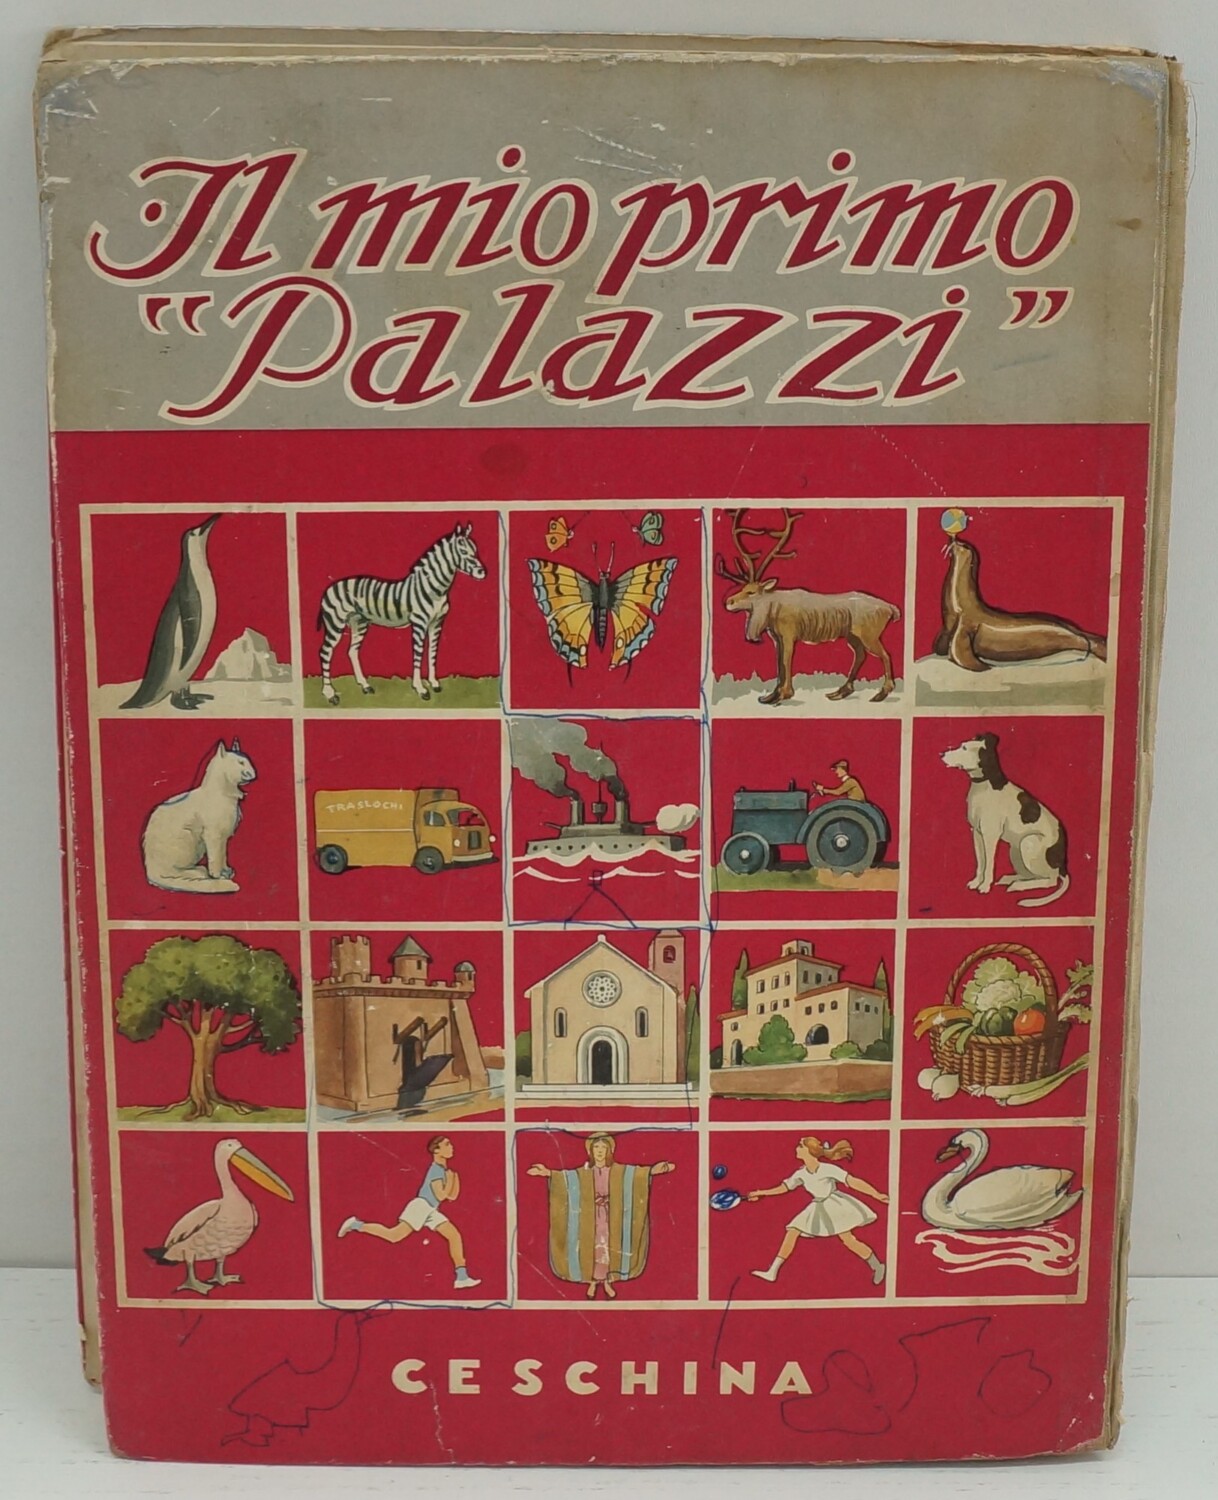 Il mio primo
“Palazzi”
TRASLOCHI
CESCHINA